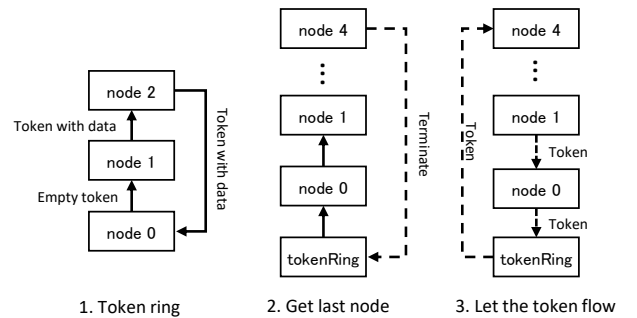 node 2
Token with data
node 1
Empty token
node 0
Token with data
1. Token ring
node 4
⋮
node 1
node 0
tokenRing
Terminate
2. Get last node
node 4
⋮
node 1
Token
node 0
Token
tokenRing
Token
3. Let the token flow